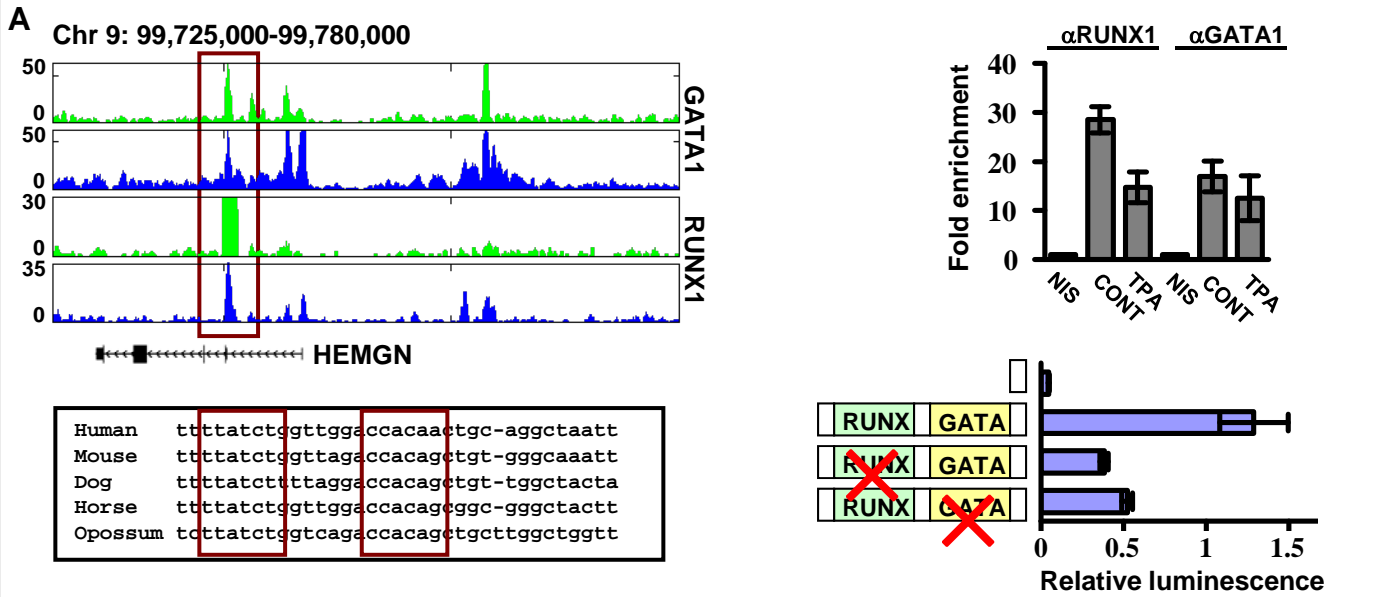 A
Chr 9: 99,725,000-99,780,000
50
0
50
0
30
0
35
0
GATA1
RUNX1
HEMGN
Human ttttatctggttggaccacaactgc-aggctaatt
Mouse ttttatctggttagaccacagctgt-gggcaaatt
Dog ttttatcttttaggaccacagctgt-tggctacta
Horse ttttatctggttggaccacagcggc-gggctactt
Opossum tcttatctggtcagaccacagctgcttggctggtt
αRUNX1 αGATA1
Fold enrichment
40
30
20
10
0
NIS CONT TPA NIS CONT TPA
RUNX GATA
RUNX GATA
RUNX GATA
0 0.5 1 1.5
Relative luminescence